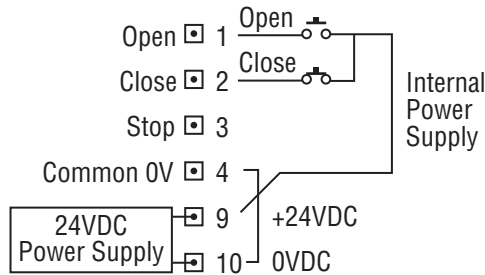 Open 1 Open
Close 2 Close
Stop 3
Common 0V 4
Internal
Power
Supply
9 +24VDC
24VDC
Power Supply
10 0VDC